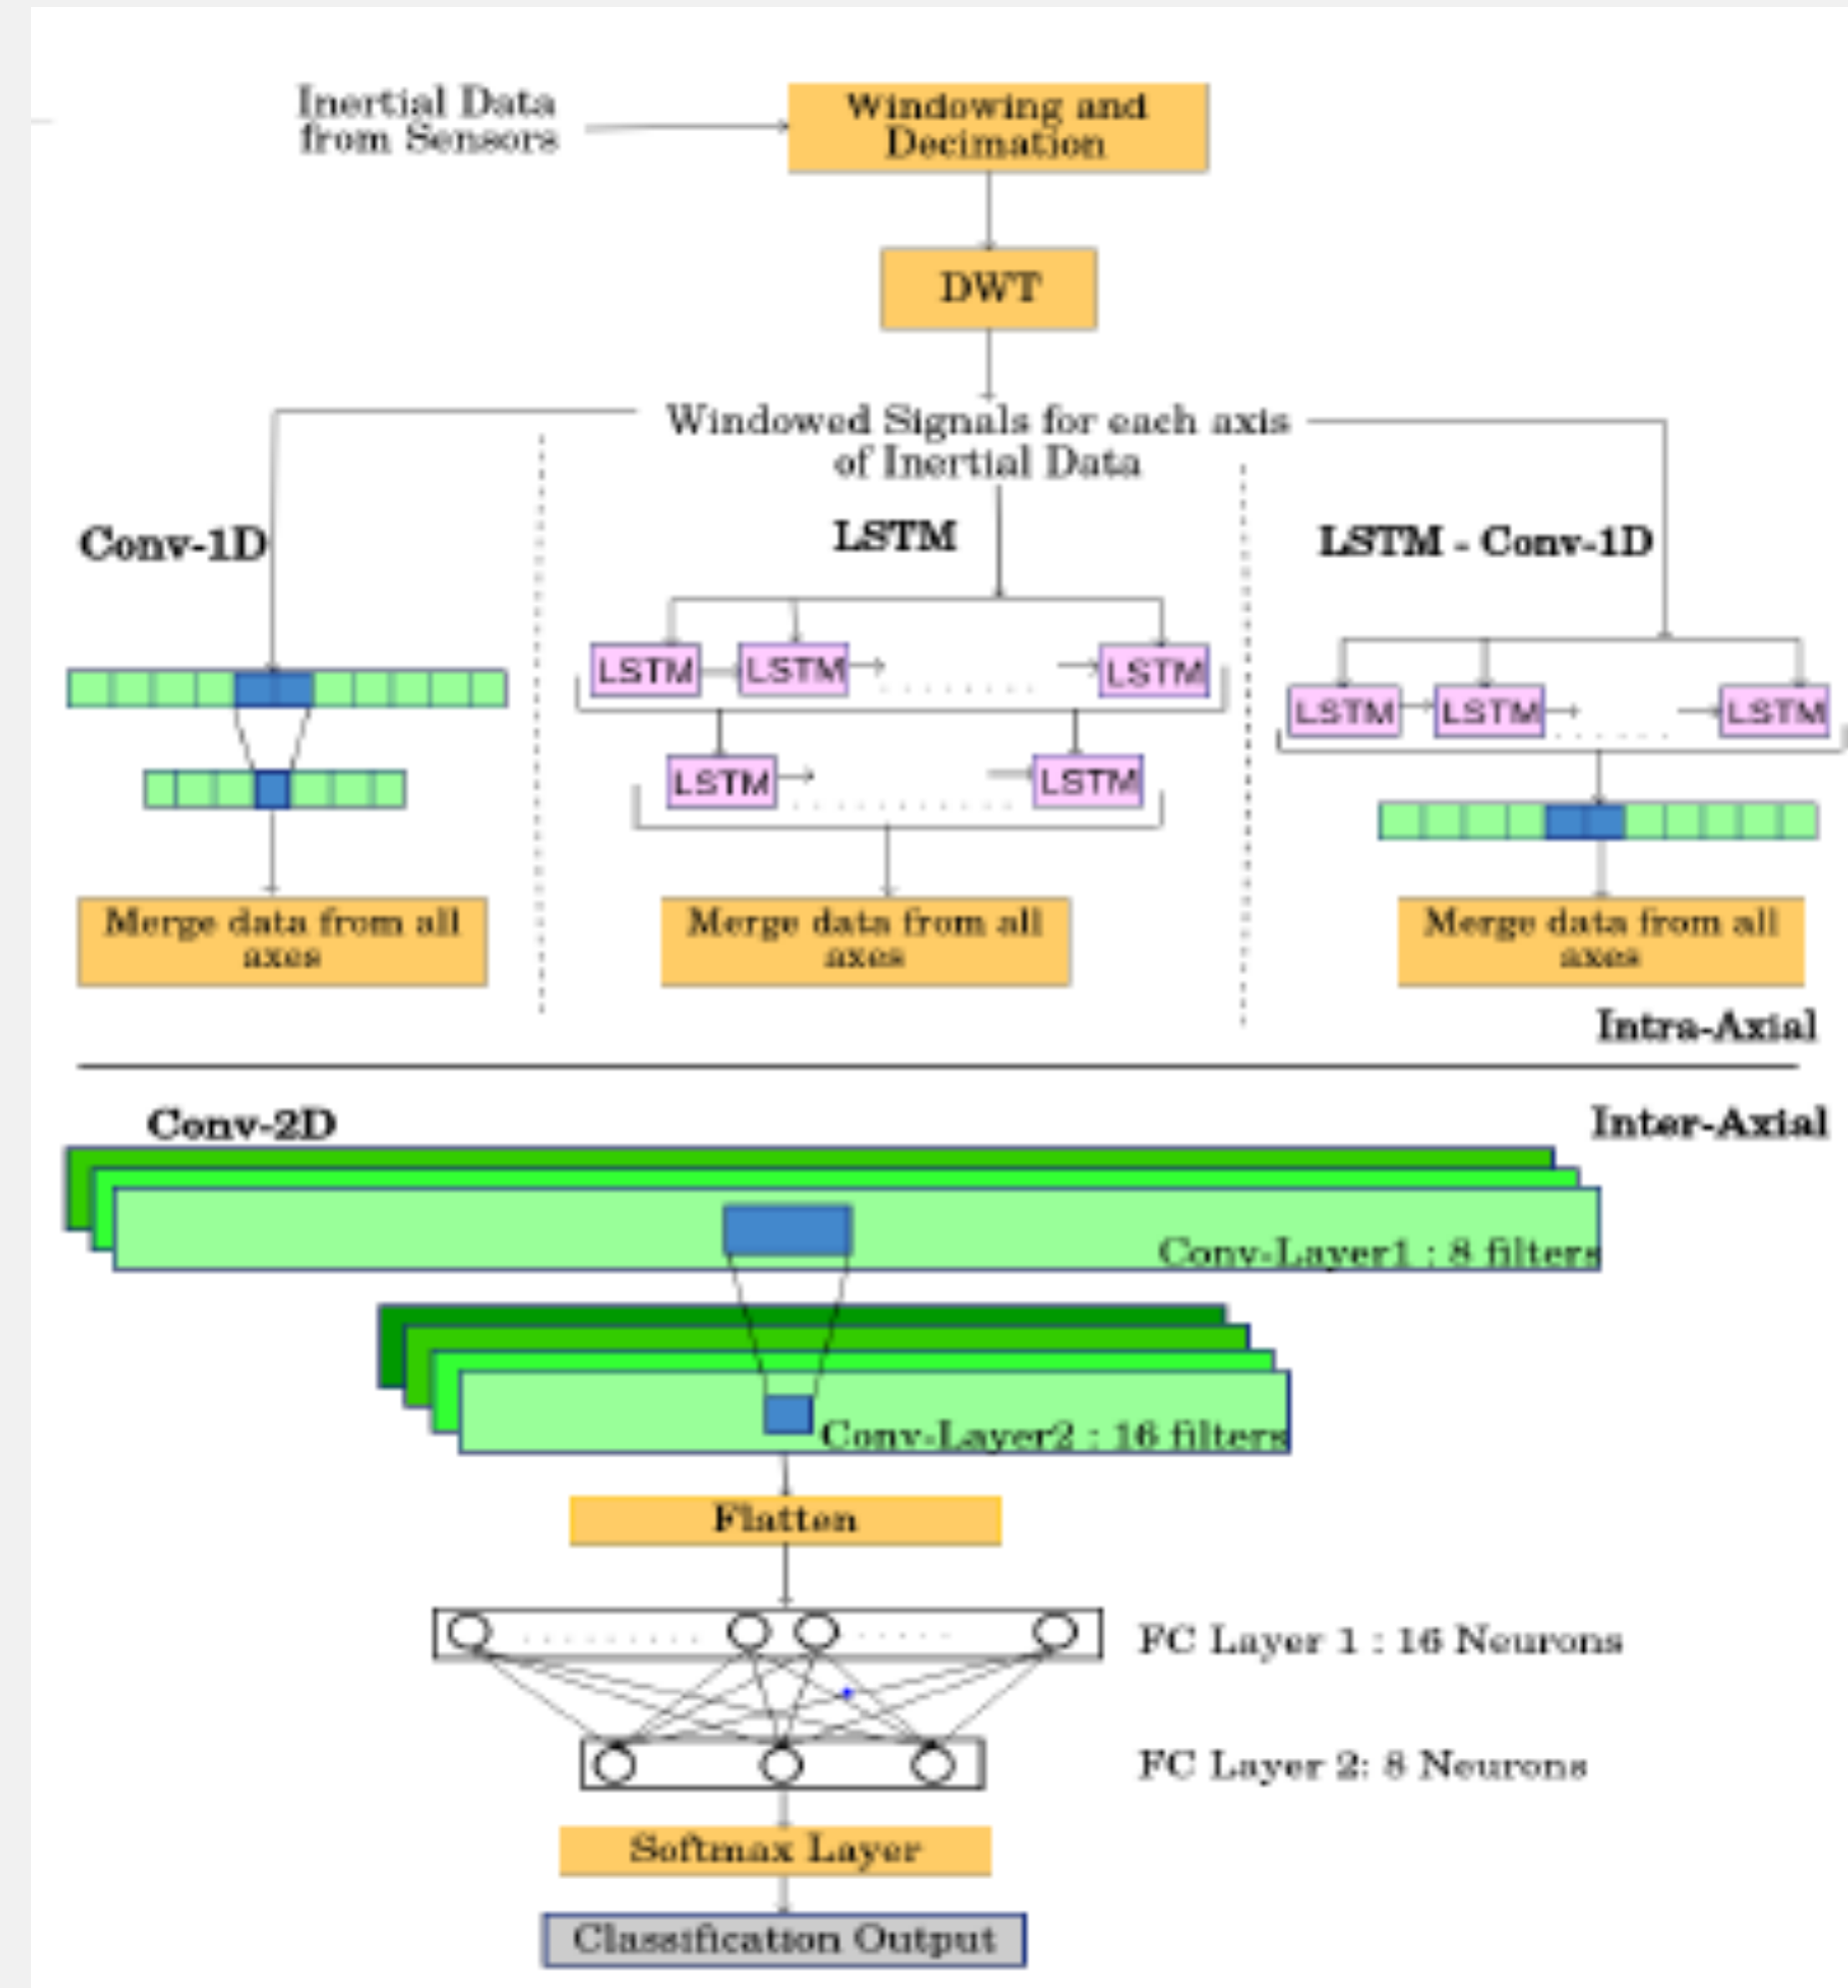 Inertial Data
from Sensors
Windowing and
Decimation
DWT
Windowed Signals for each axis
of Inertial Data
Conv-1D
LSTM
LSTM - Conv-1D
LSTM LSTM LSTM
LSTM LSTM LSTM
LSTM LSTM
Merge data from all
axes
Merge data from all
axes
Merge data from all
axes
Intra-Axial
Conv-2D
Inter-Axial
Conv-Layer1 : 8 filters
Conv-Layer2 : 16 filters
Flatten
FC Layer 1 : 16 Neurons
FC Layer 2: 8 Neurons
Softmax Layer
Classification Output